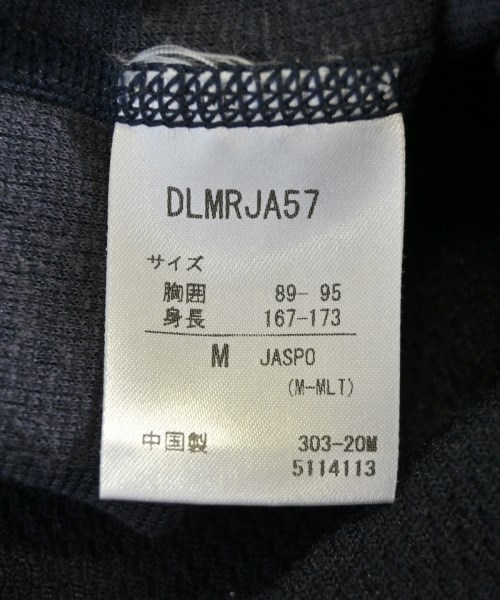 DLMRJA57
サイズ
胸囲 89- 95
身長 167-173
M JASPO
(M-MLT)
中国製 303-20M
5114113